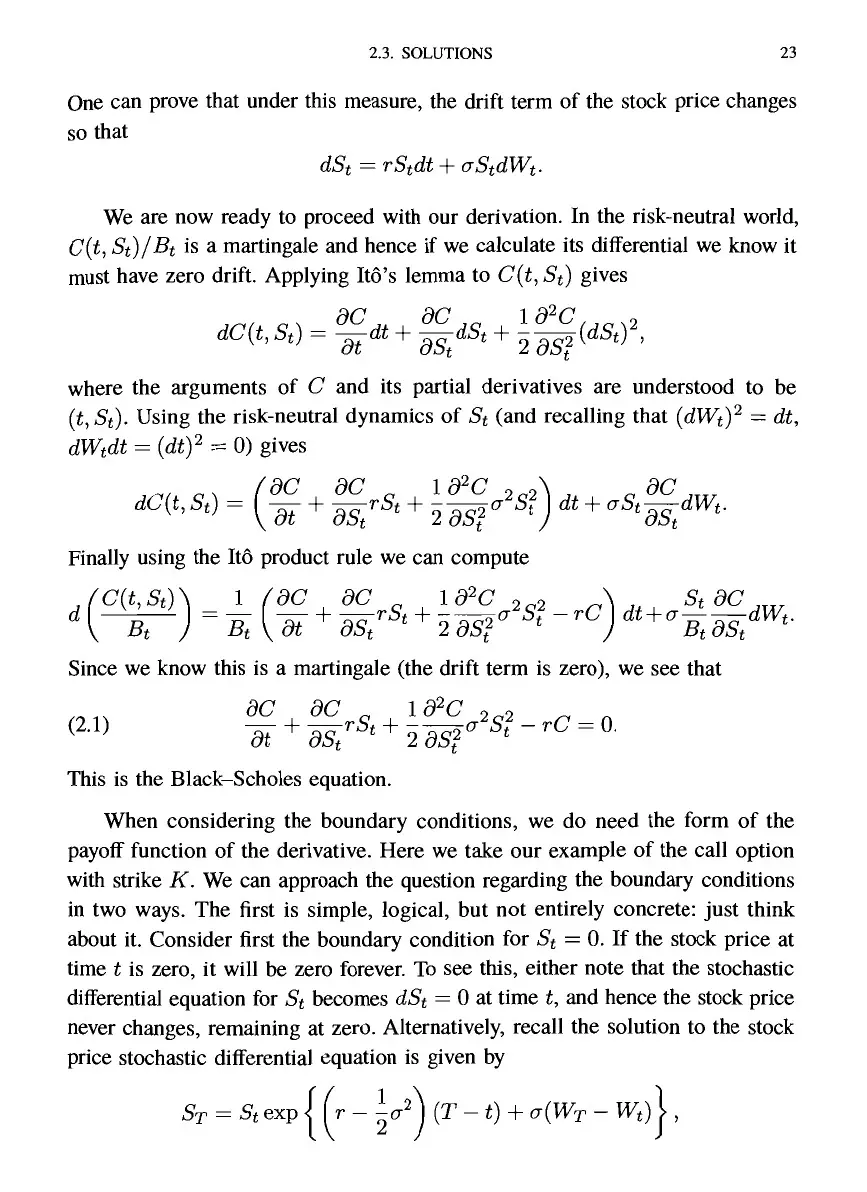 2.3. SOLUTIONS 23
One can prove that under this measure, the drift term of the stock price changes
so that
dS_t = rS_tdt + σS_tdW_t.
We are now ready to proceed with our derivation. In the risk-neutral world,
C(t, S_t)/B_t is a martingale and hence if we calculate its differential we know it
must have zero drift. Applying Itô’s lemma to C(t, S_t) gives
dC(t, S_t) = ∂C/∂t dt + ∂C/∂S_t dS_t + 1/2 ∂²C/∂S_t² (dS_t)²,
where the arguments of C and its partial derivatives are understood to be
(t, S_t). Using the risk-neutral dynamics of S_t (and recalling that (dW_t)² = dt,
dW_tdt = (dt)² = 0) gives
dC(t, S_t) = (∂C/∂t + ∂C/∂S_t rS_t + 1/2 ∂²C/∂S_t² σ²S_t²) dt + σS_t ∂C/∂S_t dW_t.
Finally using the Itô product rule we can compute
d(C(t, S_t)/B_t) = 1/B_t (∂C/∂t + ∂C/∂S_t rS_t + 1/2 ∂²C/∂S_t² σ²S_t² − rC) dt + σ S_t/B_t ∂C/∂S_t dW_t.
Since we know this is a martingale (the drift term is zero), we see that
(2.1) ∂C/∂t + ∂C/∂S_t rS_t + 1/2 ∂²C/∂S_t² σ²S_t² − rC = 0.
This is the Black–Scholes equation.
When considering the boundary conditions, we do need the form of the
payoff function of the derivative. Here we take our example of the call option
with strike K. We can approach the question regarding the boundary conditions
in two ways. The first is simple, logical, but not entirely concrete: just think
about it. Consider first the boundary condition for S_t = 0. If the stock price at
time t is zero, it will be zero forever. To see this, either note that the stochastic
differential equation for S_t becomes dS_t = 0 at time t, and hence the stock price
never changes, remaining at zero. Alternatively, recall the solution to the stock
price stochastic differential equation is given by
S_T = S_t exp{(r − 1/2 σ²)(T − t) + σ(W_T − W_t)},